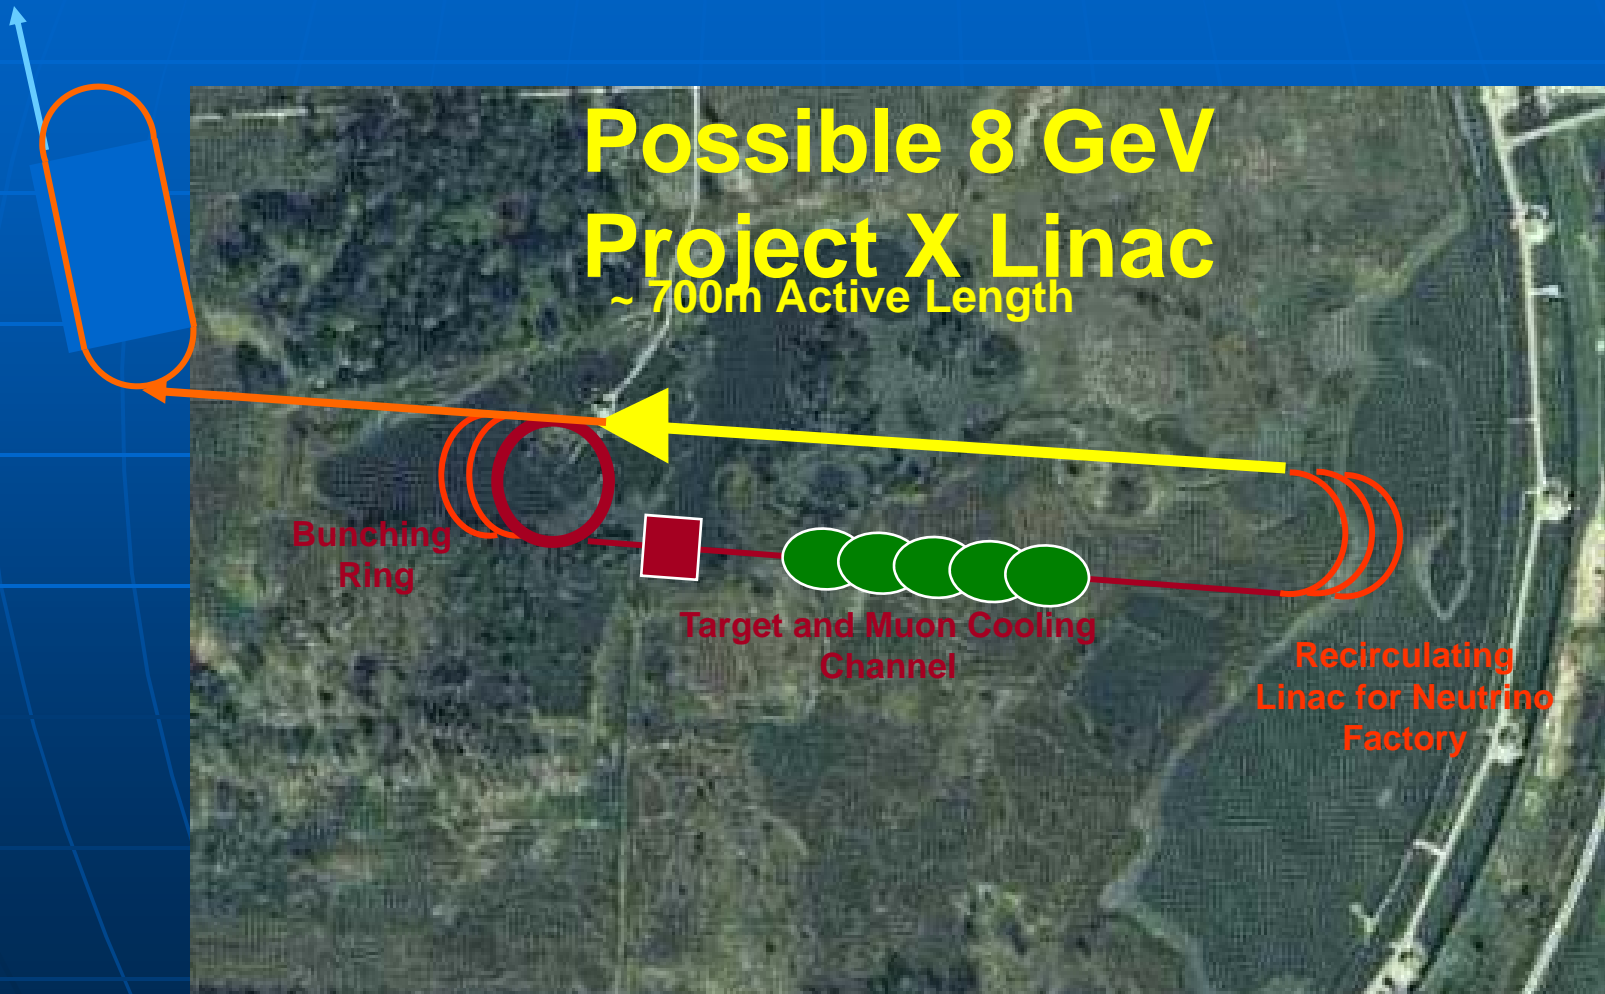 Possible 8 GeV
Project X Linac
~ 700m Active Length
Bunching
Ring
Target and Muon Cooling
Channel
Recirculating
Linac for Neutrino
Factory